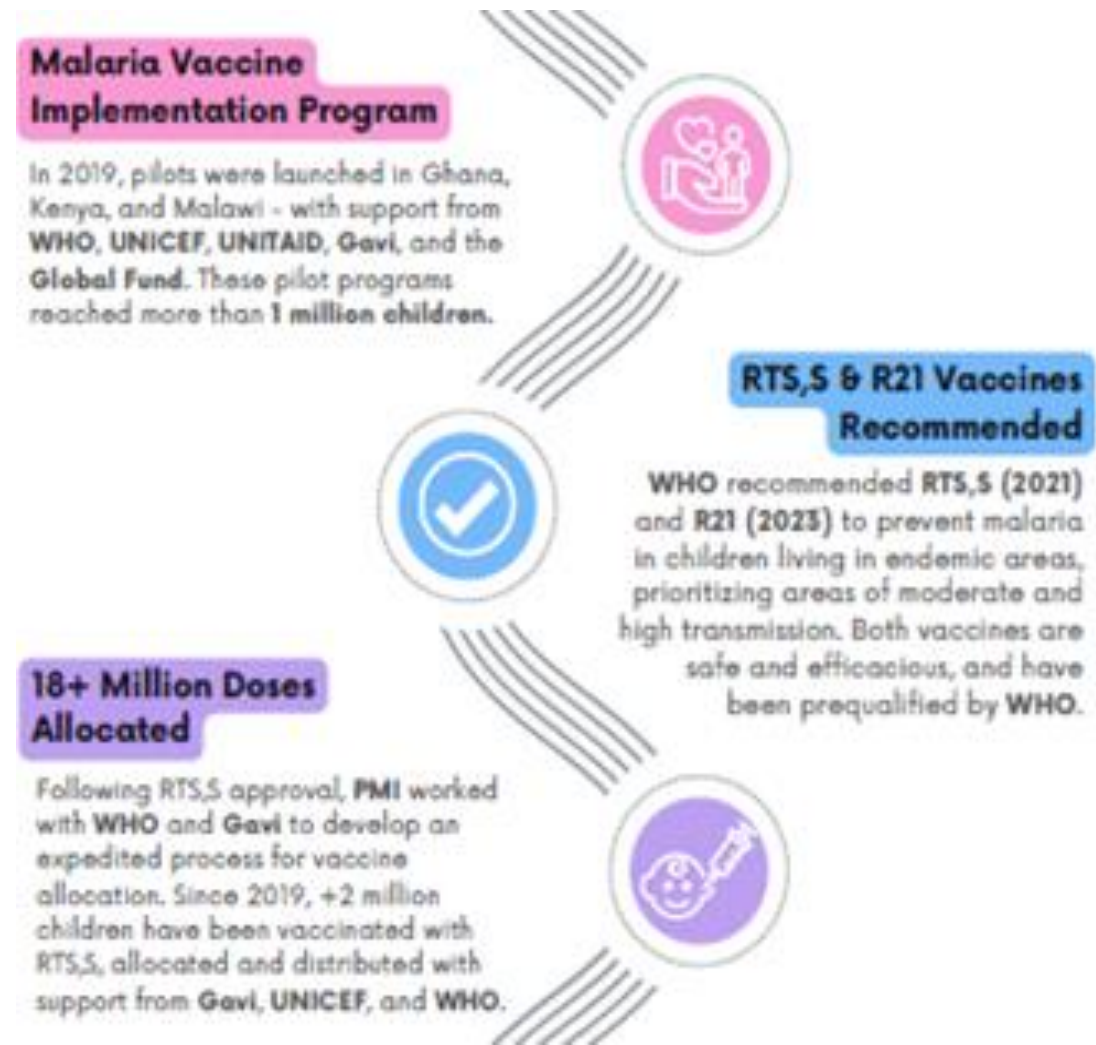 Malaria Vaccine
Implementation Program
In 2019, pilots were launched in Ghana,
Kenya, and Malawi - with support from
WHO, UNICEF, UNITAID, Gavi, and the
Global Fund. These pilot programs
reached more than 1 million children.
RTS,S & R21 Vaccines
Recommended
WHO recommended RTS,S (2021)
and R21 (2023) to prevent malaria
in children living in endemic areas,
prioritizing areas of moderate and
high transmission. Both vaccines are
safe and efficacious, and have
been prequalified by WHO.
18+ Million Doses
Allocated
Following RTS,S approval, PMI worked
with WHO and Gavi to develop an
expedited process for vaccine
allocation. Since 2019, +2 million
children have been vaccinated with
RTS,S, allocated and distributed with
support from Gavi, UNICEF, and WHO.